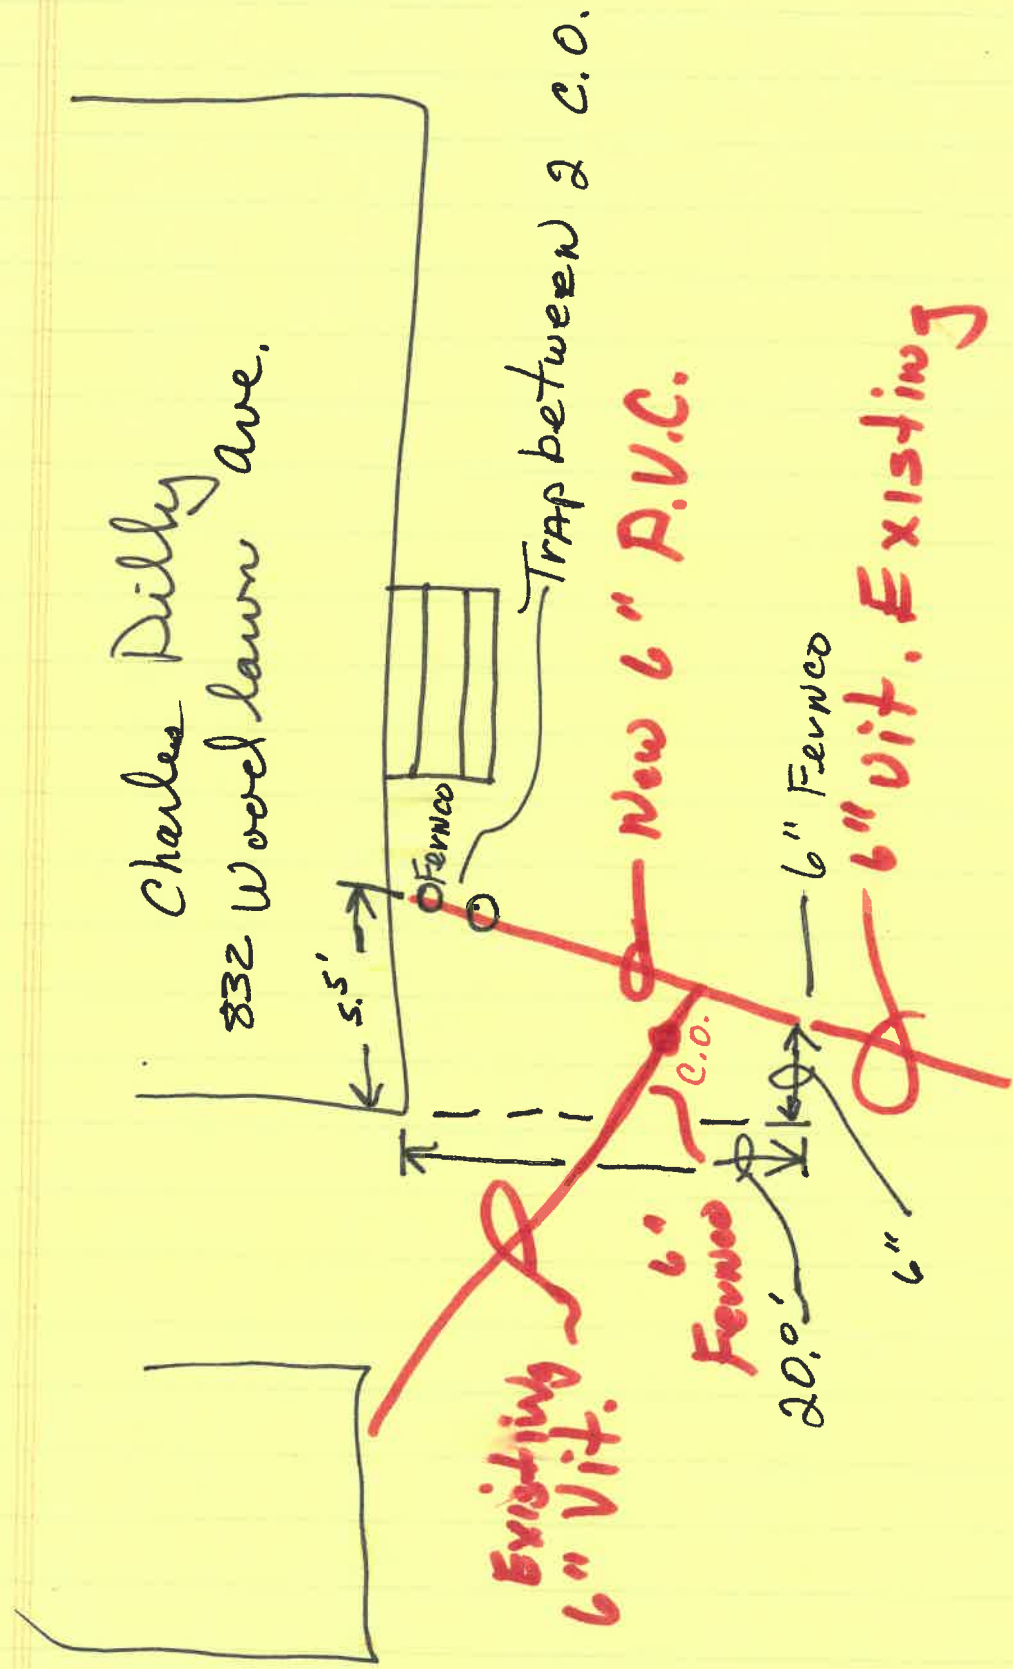 Charles Dilly
832 Woodlawn Ave.
5.5'
Fernco
Trap between 2 C.O.
New 6" P.V.C.
C.O.
6" Fernco
6" Vit. Existing
Existing
6" Vit.
6"
Fernco
20.0'
6"